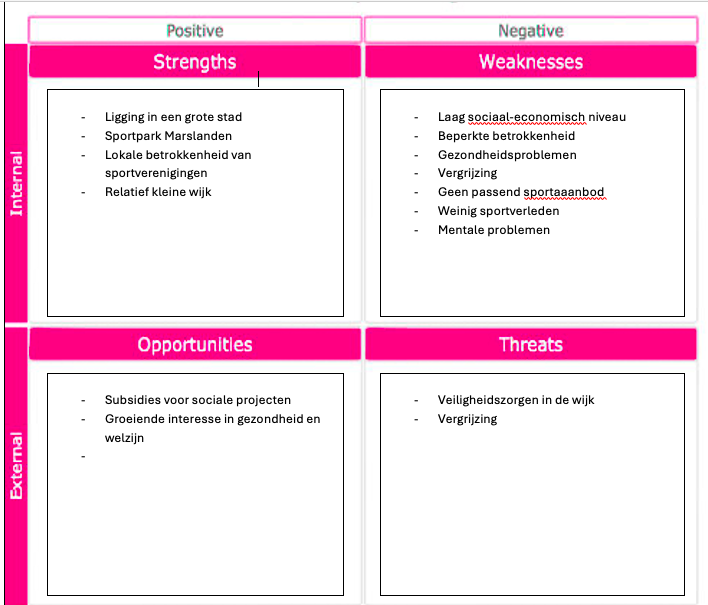 Positive
Negative
Strengths
Weaknesses
Internal
- Ligging in een grote stad
- Sportpark Marslanden
- Lokale betrokkenheid van
sportverenigingen
- Relatief kleine wijk
- Laag sociaal-economisch niveau
- Beperkte betrokkenheid
- Gezondheidsproblemen
- Vergrijzing
- Geen passend sportaaanbod
- Weinig sportverleden
- Mentale problemen
Opportunities
Threats
External
- Subsidies voor sociale projecten
- Groeiende interesse in gezondheid en
welzijn
-
- Veiligheidszorgen in de wijk
- Vergrijzing